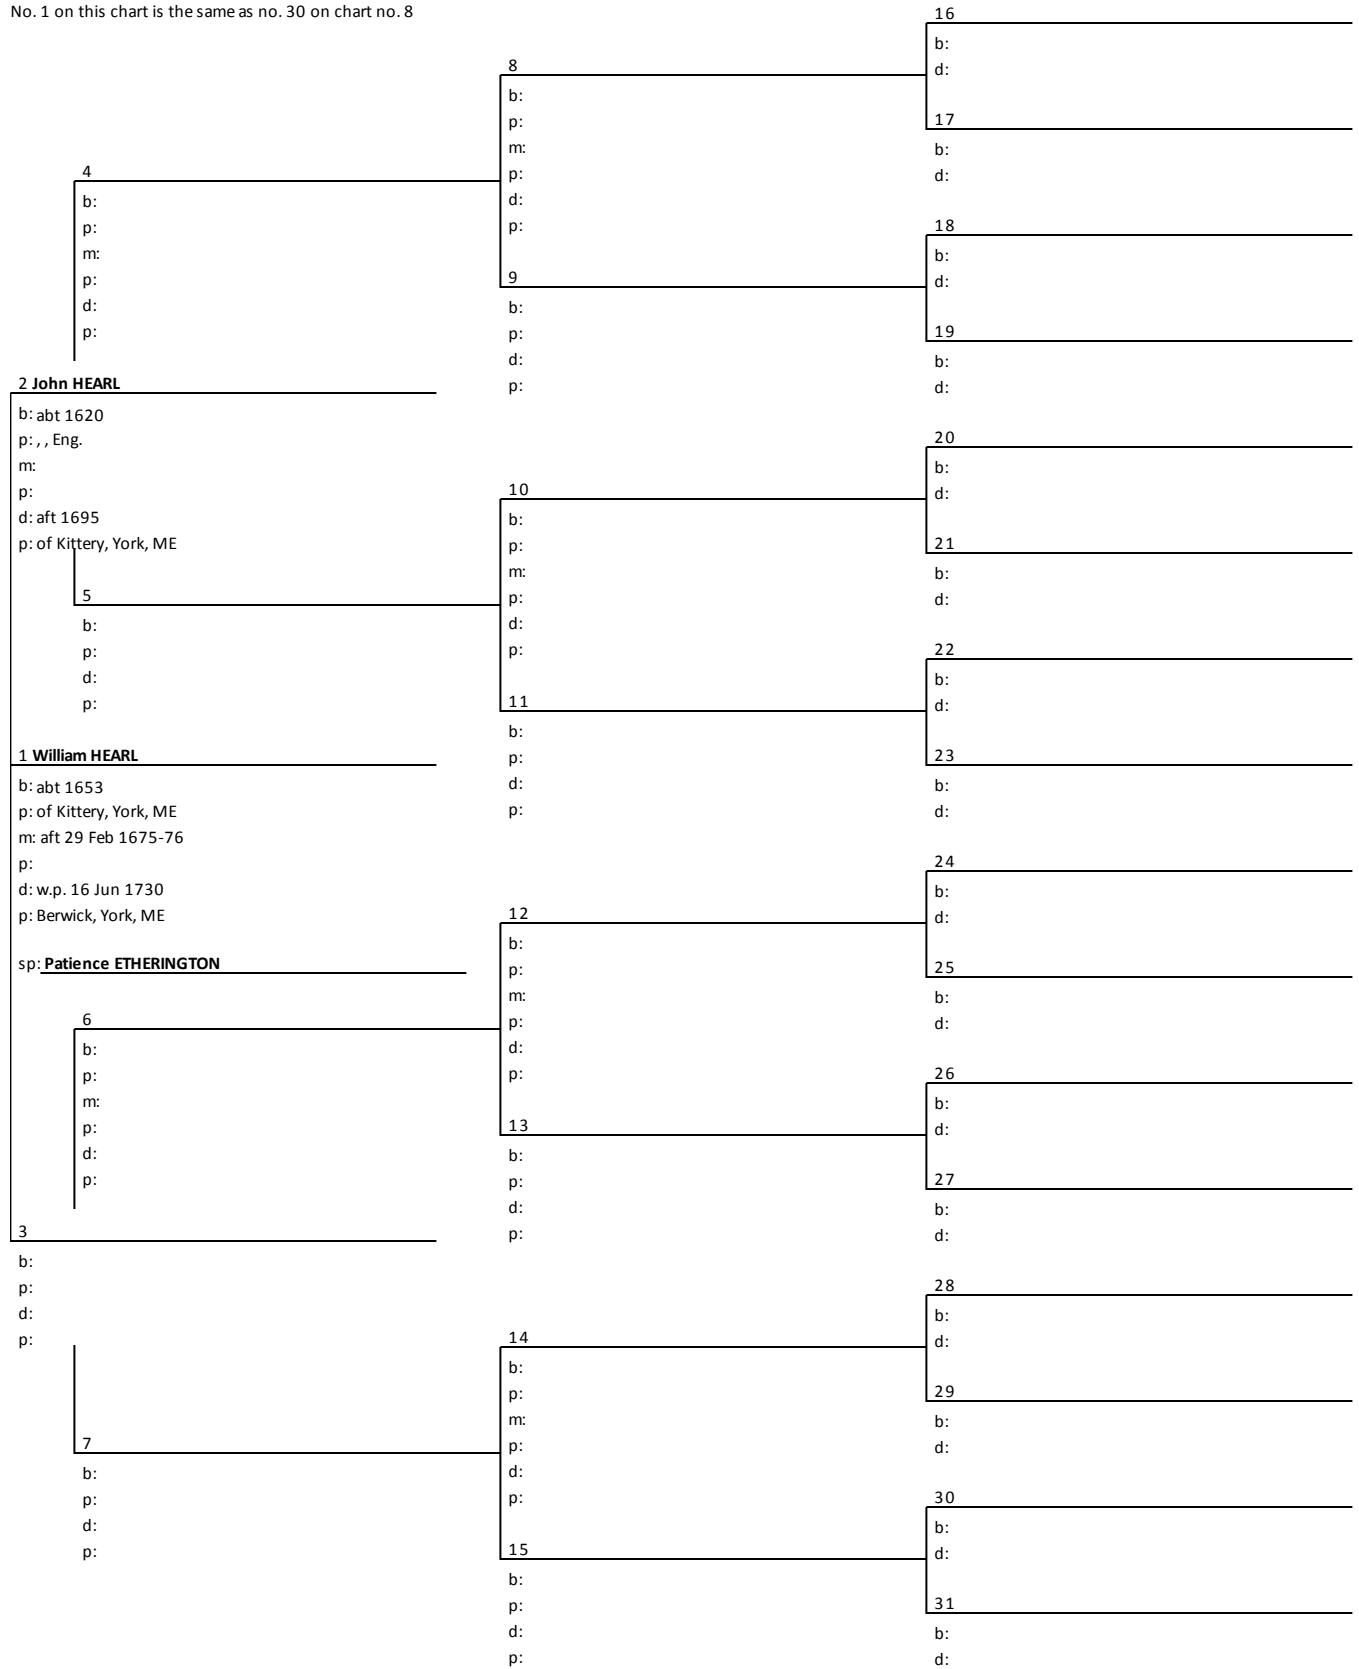 No. 1 on this chart is the same as no. 30 on chart no. 8
16
b:
d:
8
b:
p:
m:
p:
d:
p:
17
b:
d:
4
b:
p:
m:
p:
d:
p:
18
b:
d:
9
b:
p:
d:
p:
19
b:
d:
2 John HEARL
b: abt 1620
p: , , Eng.
m:
p:
d: aft 1695
p: of Kittery, York, ME
20
b:
d:
10
b:
p:
m:
p:
d:
p:
21
b:
d:
5
b:
p:
d:
p:
22
b:
d:
11
b:
p:
d:
p:
23
b:
d:
1 William HEARL
b: abt 1653
p: of Kittery, York, ME
m: aft 29 Feb 1675-76
p:
d: w.p. 16 Jun 1730
p: Berwick, York, ME
sp: Patience ETHERINGTON
24
b:
d:
12
b:
p:
m:
p:
d:
p:
25
b:
d:
6
b:
p:
m:
p:
d:
p:
26
b:
d:
13
b:
p:
d:
p:
27
b:
d:
3
b:
p:
d:
p:
28
b:
d:
14
b:
p:
m:
p:
d:
p:
29
b:
d:
7
b:
p:
d:
p:
30
b:
d:
15
b:
p:
d:
p:
31
b:
d: